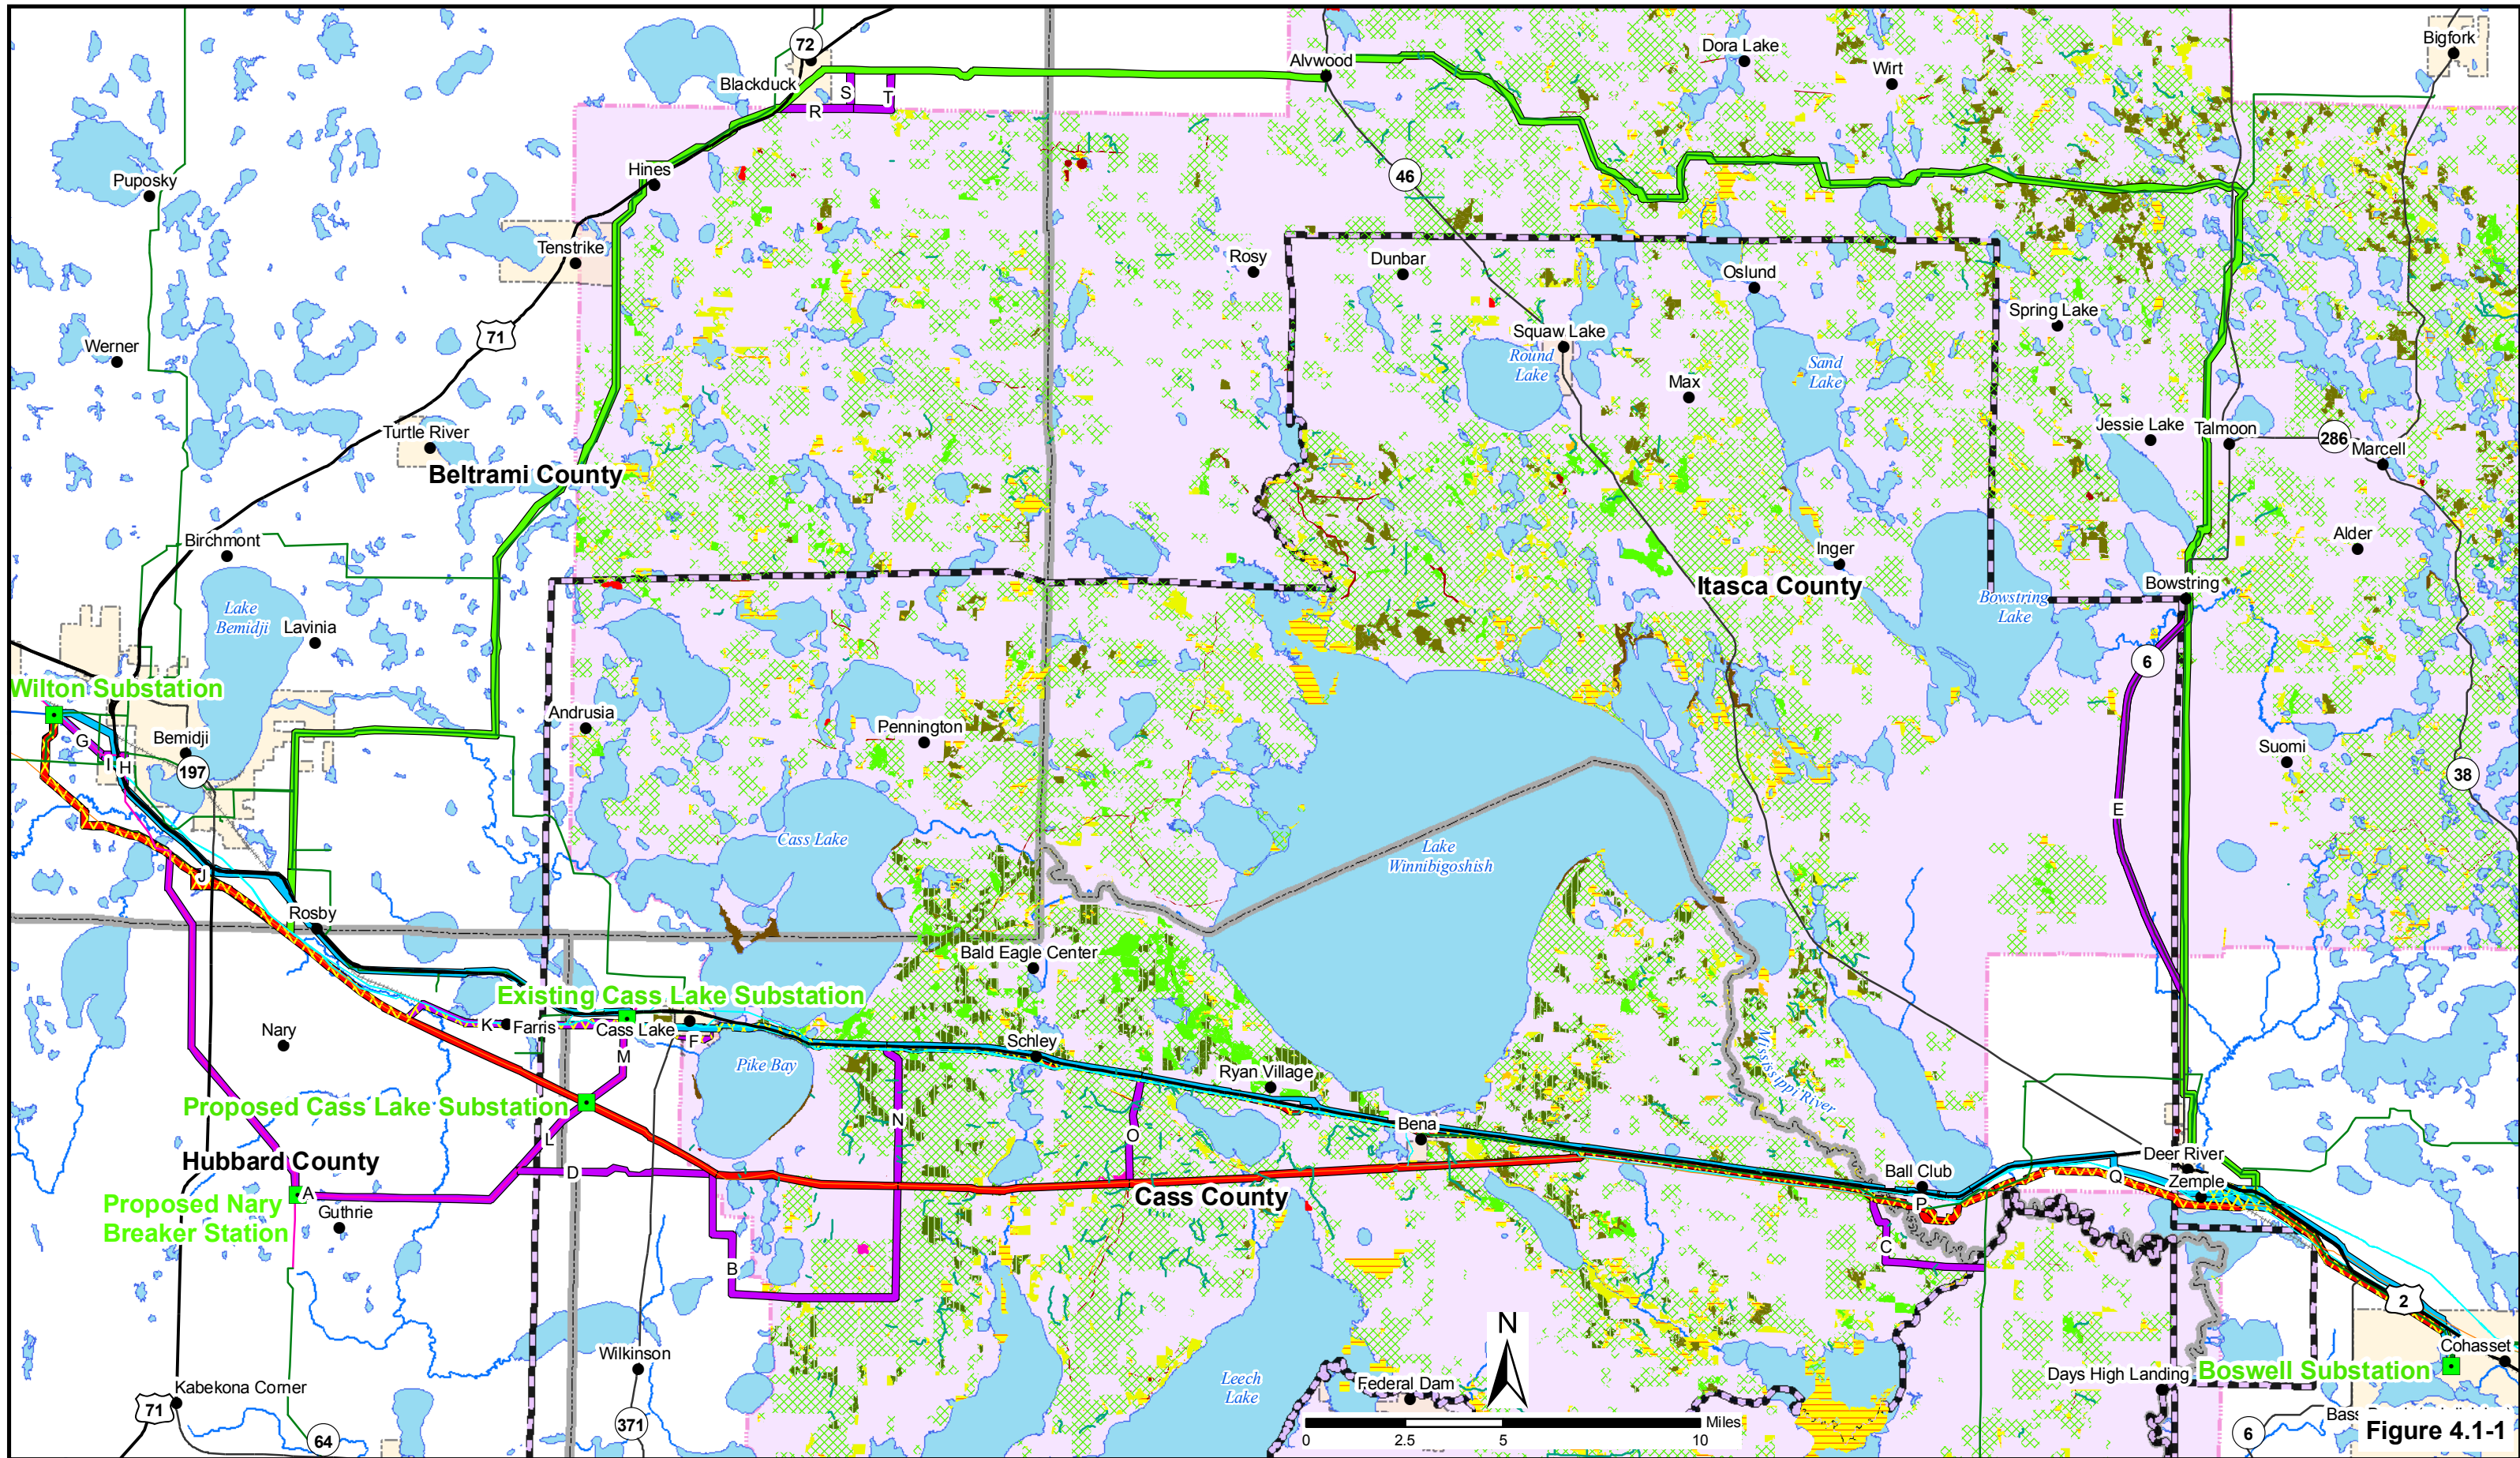 72
Bigfork
Dora Lake
Alvwood
Wirt
Blackduck
S
T
R
46
Hines
Puposky
Tenstrike
Rosy
Dunbar
Oslund
Spring Lake
71
Squaw Lake
Round
Lake
Sand
Lake
Werner
Max
Turtle River
Jessie Lake
Talmoon
286
Marcell
Beltrami County
Birchmont
Alder
Inger
Itasca County
Bowstring
Lake
Bemidji
Lavinia
Bowstring
Lake
6
Wilton Substation
Andrusia
Pennington
G
I
H
Bemidji
197
Suomi
38
E
Cass Lake
Lake
Winnibigoshish
J
Rosby
Bald Eagle Center
Existing Cass Lake Substation
K
Farris
Cass Lake
F
Nary
M
Pike Bay
Schley
Ryan Village
Mississippi River
Proposed Cass Lake Substation
N
O
Bena
L
Hubbard County
D
Deer River
Ball Club
Q
Zemple
P
Cass County
A
Proposed Nary
Breaker Station
Guthrie
C
B
2
N
Wilkinson
Cohasset
Boswell Substation
Days High Landing
Kabekona Corner
Leech
Lake
Federal Dam
71
371
64
Miles
0
2.5
5
10
6
Figure 4.1-1